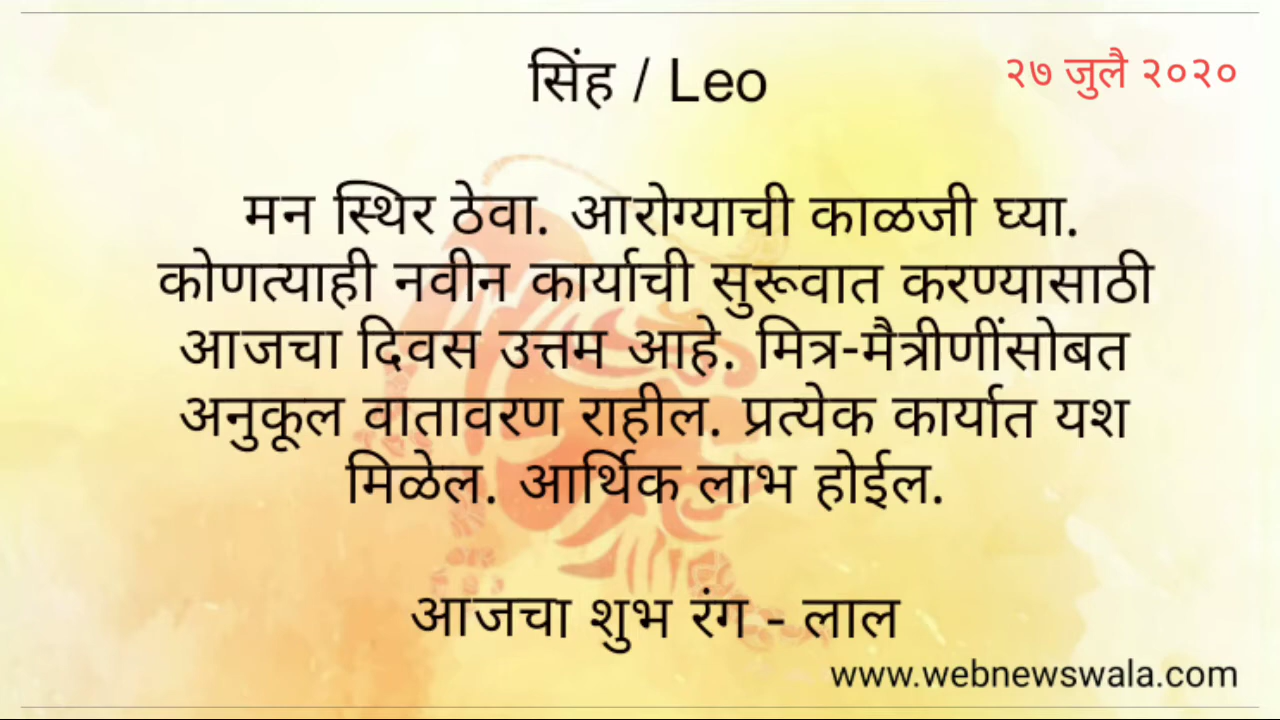 सिंह / Leo
२७ जुलै २०२०
मन स्थिर ठेवा. आरोग्याची काळजी घ्या.
कोणत्याही नवीन कार्याची सुरूवात करण्यासाठी
आजचा दिवस उत्तम आहे. मित्र-मैत्रीणींसोबत
अनुकूल वातावरण राहील. प्रत्येक कार्यात यश
मिळेल. आर्थिक लाभ होईल.
आजचा शुभ रंग - लाल
www.webnewswala.com